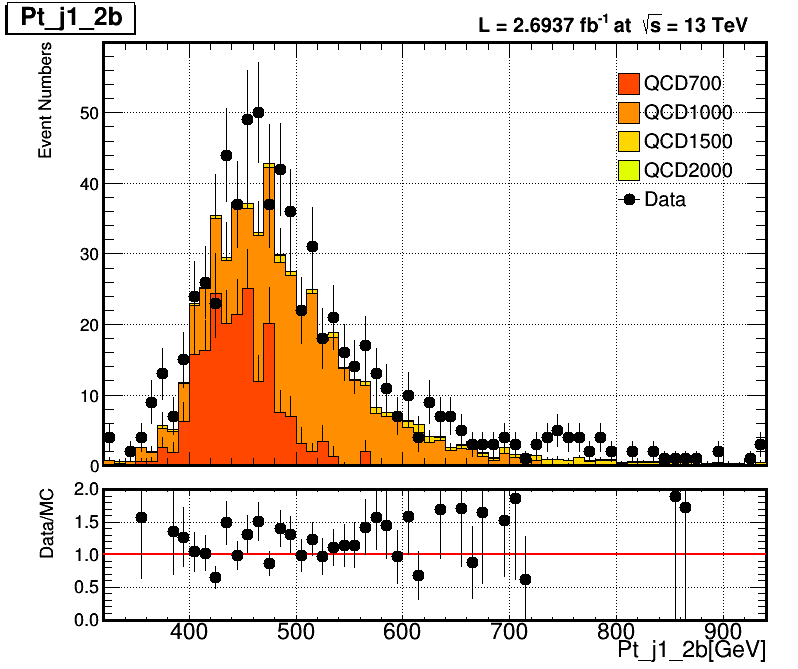 Pt_j1_2b
L = 2.6937 fb⁻¹ at √s = 13 TeV
Event Numbers
50
40
30
20
10
0
QCD700
QCD1000
QCD1500
QCD2000
Data
Data/MC
2.0
1.5
1.0
0.5
0.0
400 500 600 700 800 900
Pt_j1_2b[GeV]